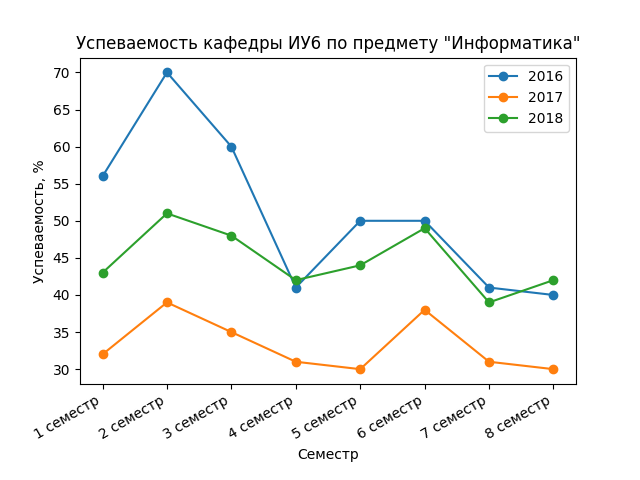 Успеваемость кафедры ИУ6 по предмету "Информатика"
2016
2017
2018
Успеваемость, %
70
65
60
55
50
45
40
35
30
1 семестр
2 семестр
3 семестр
4 семестр
5 семестр
6 семестр
7 семестр
8 семестр
Семестр